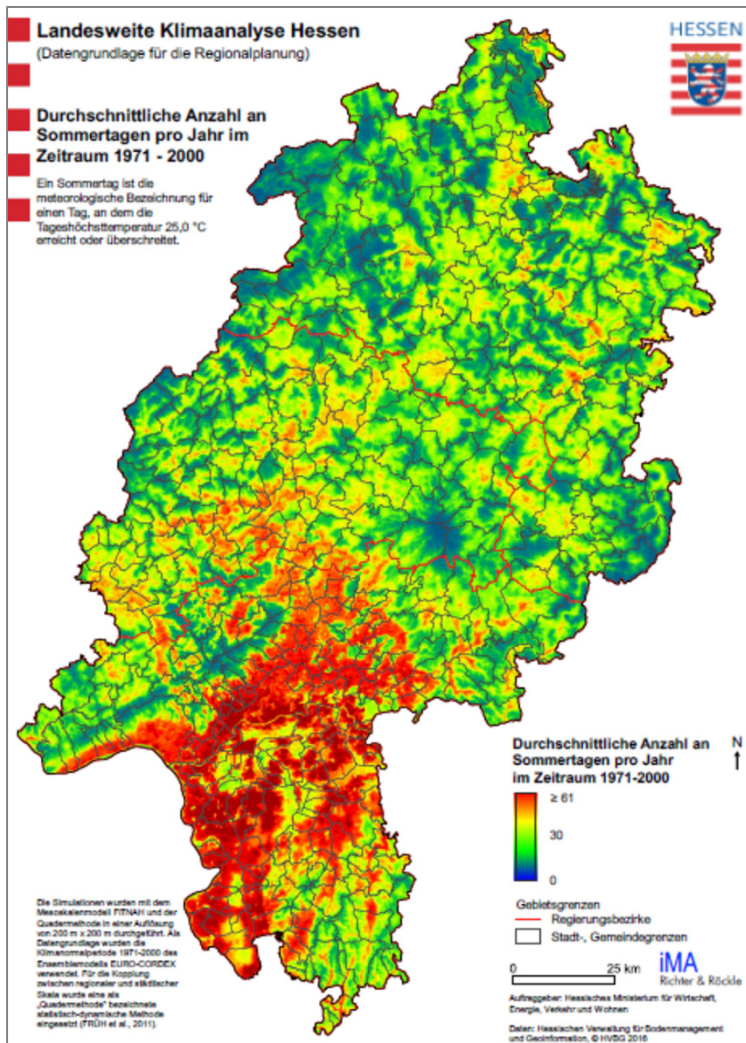 Landesweite Klimaanalyse Hessen
(Datengrundlage für die Regionalplanung)
HESSEN
Durchschnittliche Anzahl an
Sommertagen pro Jahr im
Zeitraum 1971 - 2000
Ein Sommertag ist die
meteorologische Bezeichnung für
einen Tag, an dem die
Tageshöchsttemperatur 25,0 °C
erreicht oder überschreitet.
Durchschnittliche Anzahl an
Sommertagen pro Jahr
im Zeitraum 1971-2000
N
≥ 61
30
0
Gebietsgrenzen
Regierungsbezirke
Stadt-, Gemeindegrenzen
0
25 km
iMA
Richter & Röckle
Auftraggeber: Hessisches Ministerium für Wirtschaft,
Energie, Verkehr und Wohnen
Daten: Hessischen Verwaltung für Bodenmanagement
und Geoinformation, © HVBG 2016
Die Simulationen wurden mit dem
Mesoskalenmodell FITNAH und der
Quadermethode in einer Auflösung
von 200 m x 200 m durchgeführt. Als
Datengrundlage wurden die
Klimanormalperiode 1971-2000 des
Ensemblemodells EURO-CORDEX
verwendet. Für die Kopplung
zwischen regionaler und städtischer
Skala wurde eine als
„Quadermethode" bezeichnete
statistisch-dynamische Methode
eingesetzt (FRÜH et al., 2011).